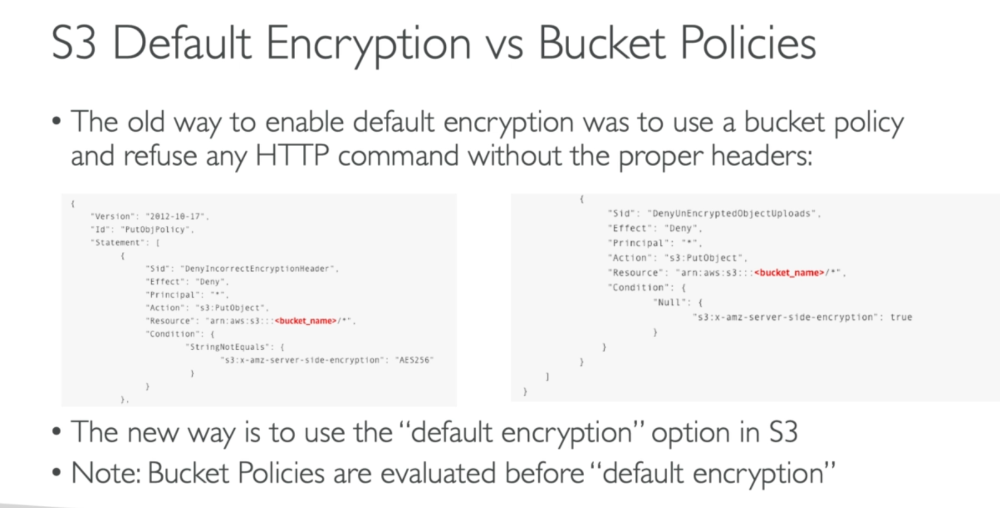 S3 Default Encryption vs Bucket Policies
• The old way to enable default encryption was to use a bucket policy
and refuse any HTTP command without the proper headers:
{
"Version": "2012-10-17",
"Id": "PutObjPolicy",
"Statement": [
{
"Sid": "DenyIncorrectEncryptionHeader",
"Effect": "Deny",
"Principal": "*",
"Action": "s3:PutObject",
"Resource": "arn:aws:s3:::<bucket_name>/*",
"Condition": {
"StringNotEquals": {
"s3:x-amz-server-side-encryption": "AES256"
}
}
},
{
"Sid": "DenyUnEncryptedObjectUploads",
"Effect": "Deny",
"Principal": "*",
"Action": "s3:PutObject",
"Resource": "arn:aws:s3:::<bucket_name>/*",
"Condition": {
"Null": {
"s3:x-amz-server-side-encryption": true
}
}
}
]
}
• The new way is to use the “default encryption” option in S3
• Note: Bucket Policies are evaluated before “default encryption”